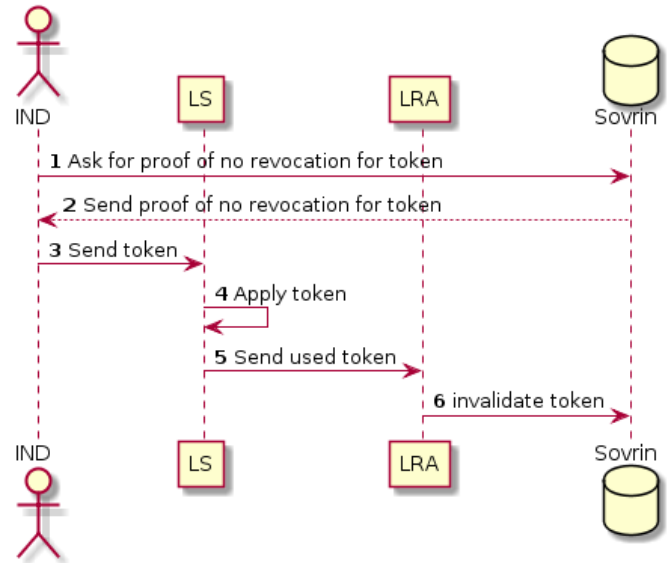 IND
LS
LRA
Sovrin
1 Ask for proof of no revocation for token
2 Send proof of no revocation for token
3 Send token
4 Apply token
5 Send used token
6 invalidate token
IND
LS
LRA
Sovrin